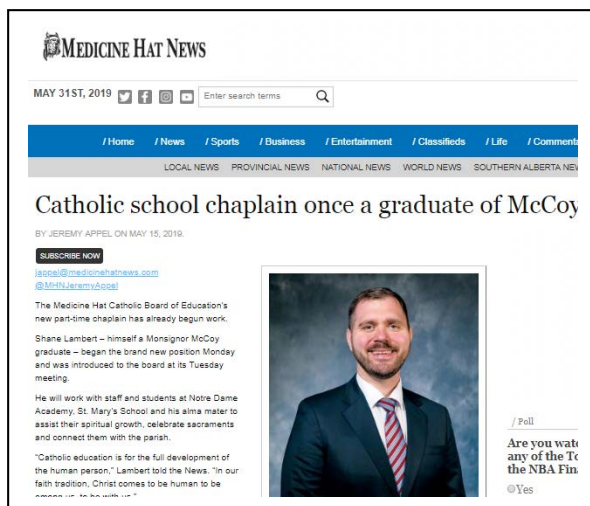 MEDICINE HAT NEWS
MAY 31ST, 2019
Enter search terms
/ Home / News / Sports / Business / Entertainment / Classifieds / Life / Commenta
LOCAL NEWS PROVINCIAL NEWS NATIONAL NEWS WORLD NEWS SOUTHERN ALBERTA NEW
Catholic school chaplain once a graduate of McCoy
BY JEREMY APPEL ON MAY 15, 2019.
SUBSCRIBE NOW
jappel@medicinehatnews.com
@MHNJeremyAppel
The Medicine Hat Catholic Board of Education's
new part-time chaplain has already begun work.
Shane Lambert – himself a Monsignor McCoy
graduate – began the brand new position Monday
and was introduced to the board at its Tuesday
meeting.
He will work with staff and students at Notre Dame
Academy, St. Mary's School and his alma mater to
assist their spiritual growth, celebrate sacraments
and connect them with the parish.
"Catholic education is for the full development of
the human person," Lambert told the News. "In our
faith tradition, Christ comes to be human to be
among us, to be with us."
/ Poll
Are you watc
any of the To
the NBA Fina
Yes